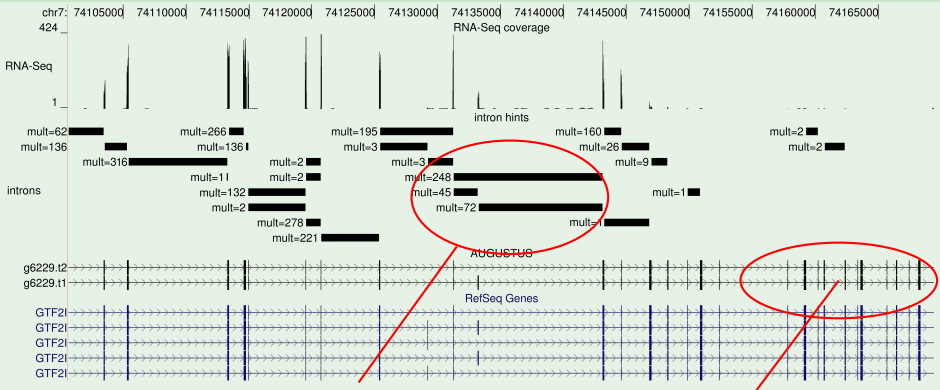 chr7: 74105000 74110000 74115000 74120000 74125000 74130000 74135000 74140000 74145000 74150000 74155000 74160000 74165000
424 RNA-Seq coverage
RNA-Seq
1
intron hints
mult=62 mult=266 mult=195 mult=160 mult=2
mult=136 mult=136 mult=3 mult=26 mult=2
mult=316 mult=2 mult=3 mult=9
mult=1 mult=2 mult=248
introns mult=132 mult=45 mult=1
mult=2 mult=72
mult=278 mult=1
mult=221
AUGUSTUS
g6229.t2
g6229.t1
RefSeq Genes
GTF2I
GTF2I
GTF2I
GTF2I
GTF2I